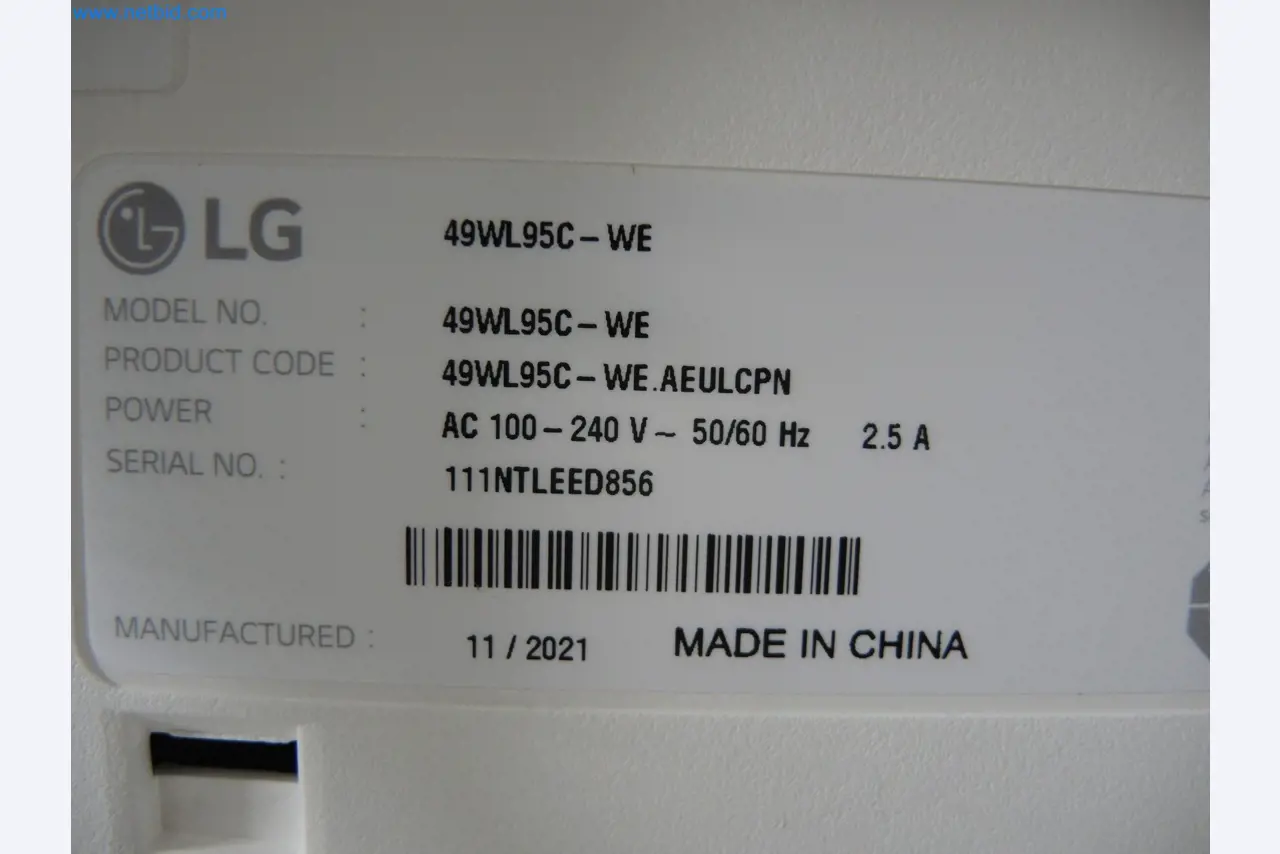 www.netbid.com
LG 49WL95C-WE
MODEL NO. : 49WL95C-WE
PRODUCT CODE : 49WL95C-WE.AEULCPN
POWER : AC 100-240 V~ 50/60 Hz 2.5 A
SERIAL NO. : 111NTLEED856
MANUFACTURED : 11 / 2021 MADE IN CHINA